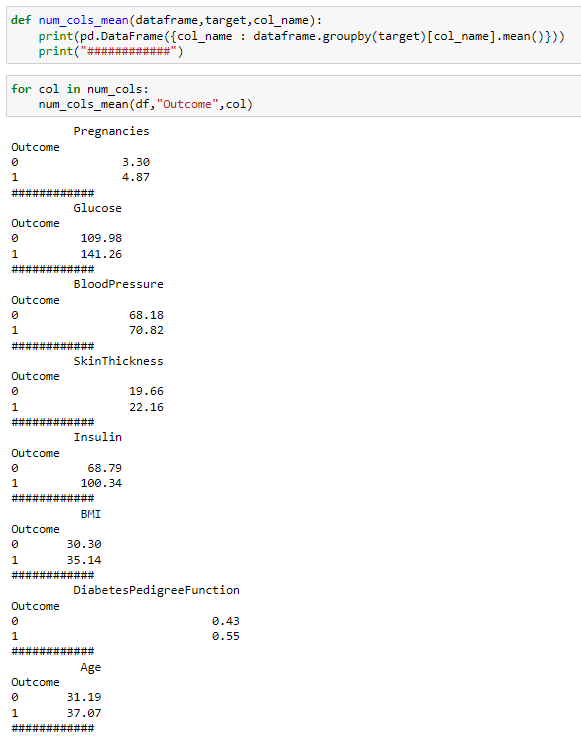 def num_cols_mean(dataframe,target,col_name):
    print(pd.DataFrame({col_name : dataframe.groupby(target)[col_name].mean()}))
    print("############")
for col in num_cols:
    num_cols_mean(df,"Outcome",col)
         Pregnancies
Outcome
0               3.30
1               4.87
############
         Glucose
Outcome
0         109.98
1         141.26
############
         BloodPressure
Outcome
0                68.18
1                70.82
############
         SkinThickness
Outcome
0                19.66
1                22.16
############
         Insulin
Outcome
0          68.79
1         100.34
############
          BMI
Outcome
0       30.30
1       35.14
############
         DiabetesPedigreeFunction
Outcome
0                            0.43
1                            0.55
############
          Age
Outcome
0       31.19
1       37.07
############